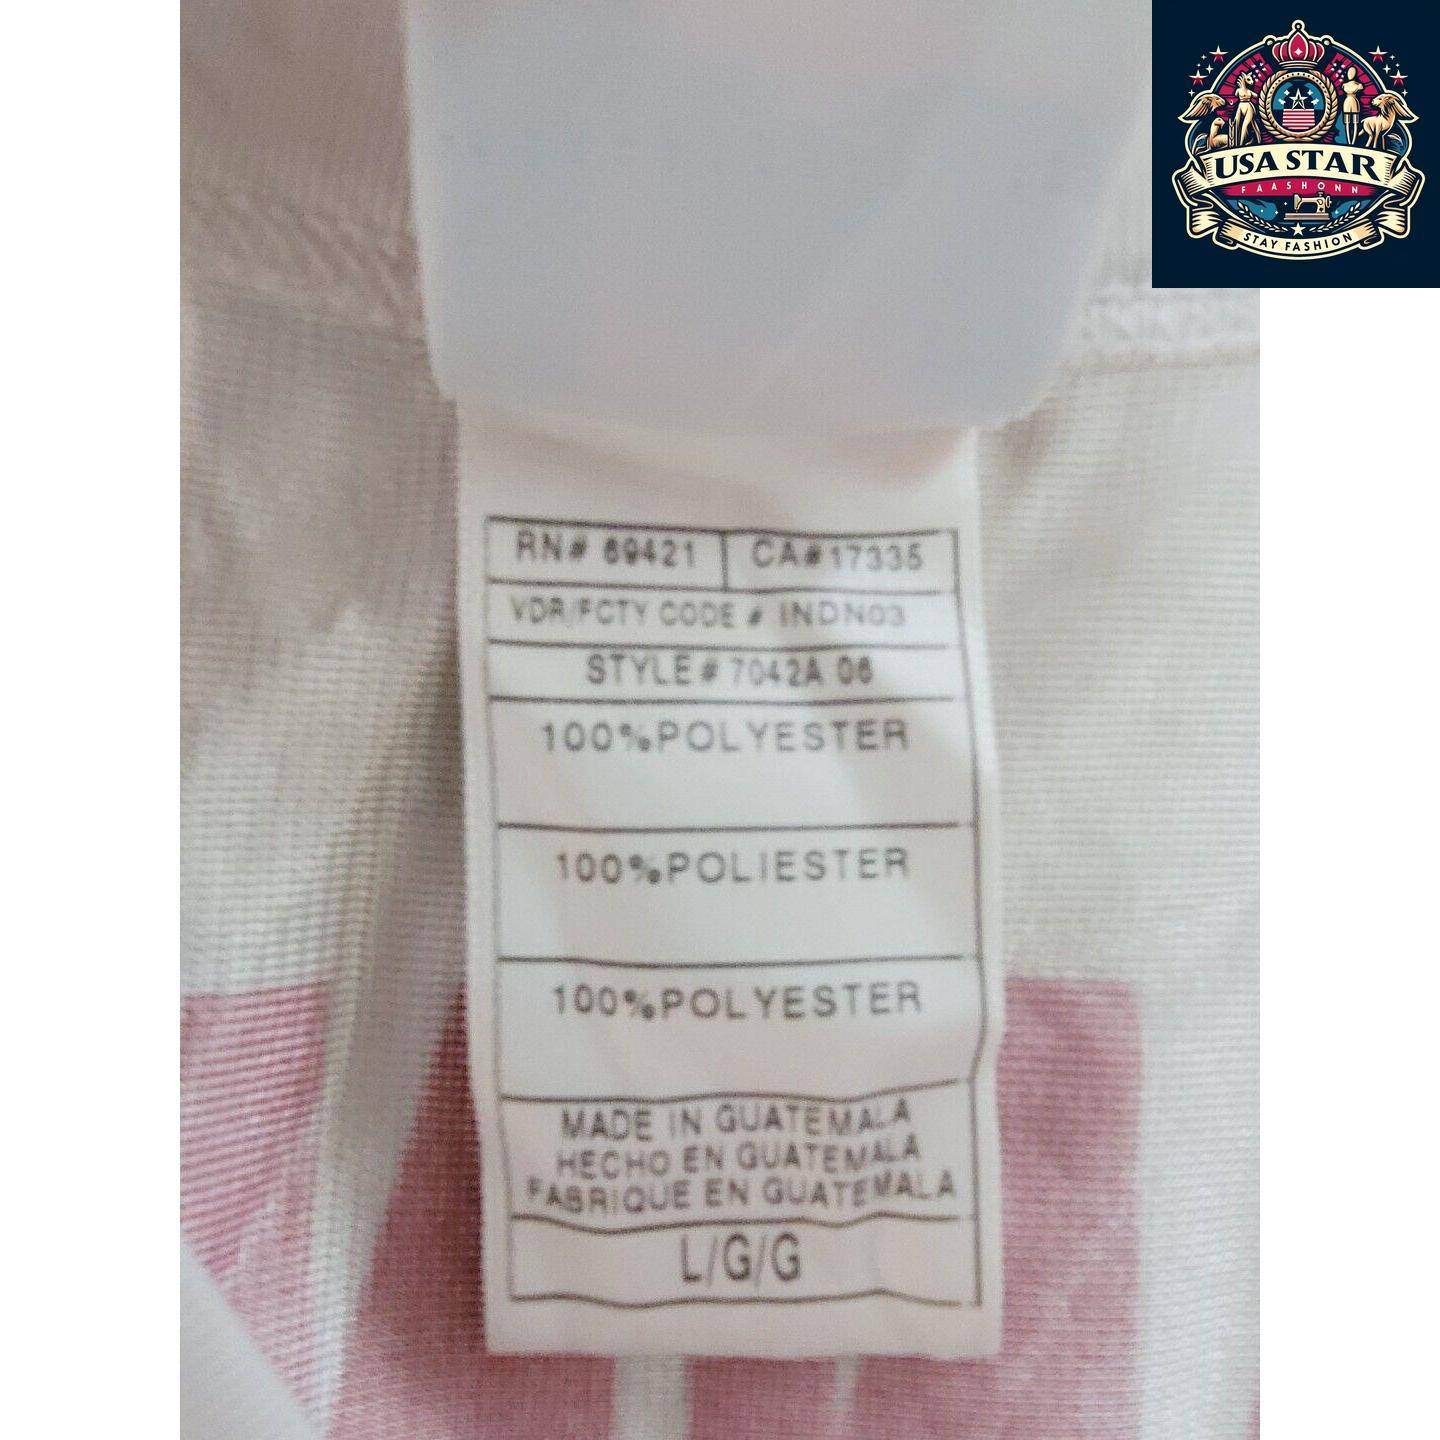 USA STAR
FAASHONN
STAY FASHION
RN# 69421 CA#17335
VDR/FCTY CODE # INDN03
STYLE# 7042A 06
100%POLYESTER
100%POLIESTER
100%POLYESTER
MADE IN GUATEMALA
HECHO EN GUATEMALA
FABRIQUE EN GUATEMALA
L/G/G